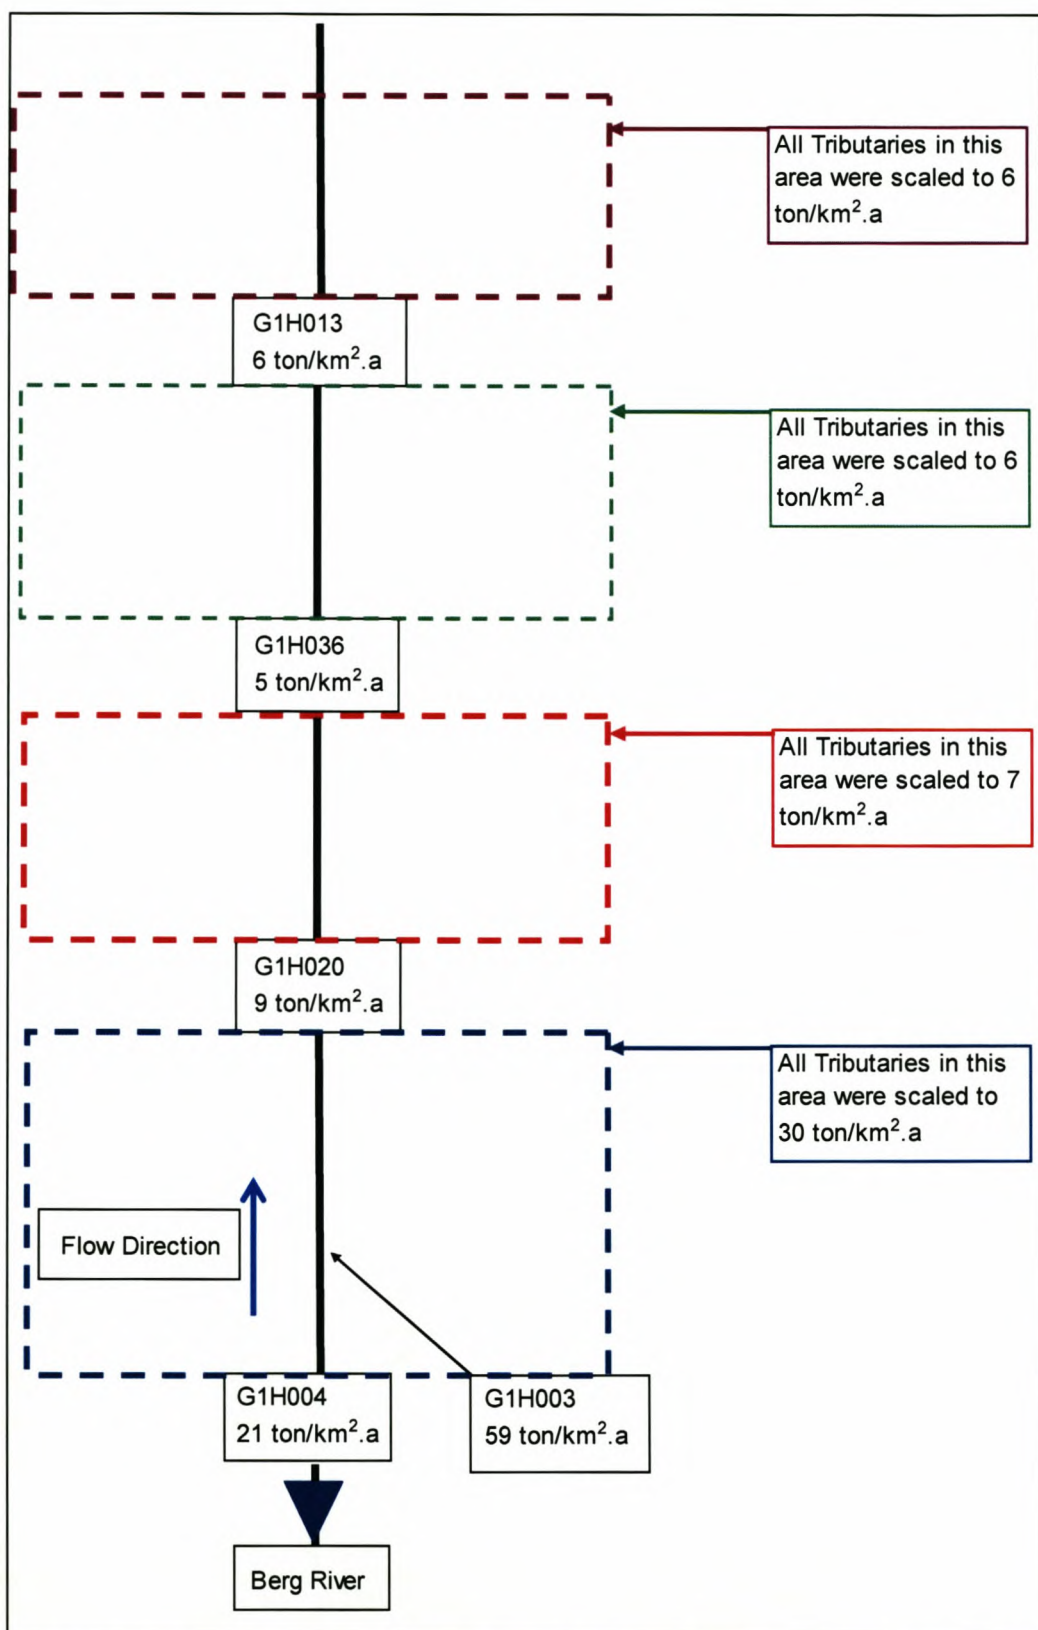 All Tributaries in this
area were scaled to 6
ton/km².a
G1H013
6 ton/km².a
All Tributaries in this
area were scaled to 6
ton/km².a
G1H036
5 ton/km².a
All Tributaries in this
area were scaled to 7
ton/km².a
G1H020
9 ton/km².a
All Tributaries in this
area were scaled to
30 ton/km².a
Flow Direction
G1H004
21 ton/km².a
G1H003
59 ton/km².a
Berg River